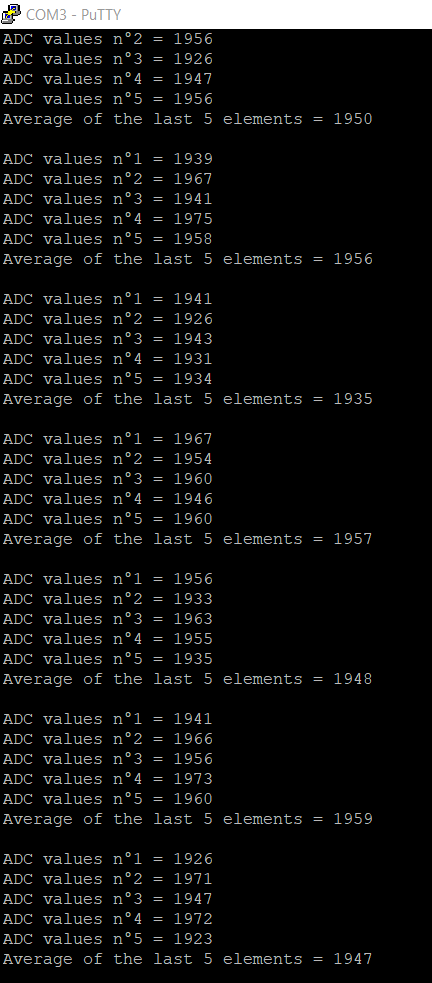 COM3 - PuTTY
ADC values n°2 = 1956
ADC values n°3 = 1926
ADC values n°4 = 1947
ADC values n°5 = 1956
Average of the last 5 elements = 1950
ADC values n°1 = 1939
ADC values n°2 = 1967
ADC values n°3 = 1941
ADC values n°4 = 1975
ADC values n°5 = 1958
Average of the last 5 elements = 1956
ADC values n°1 = 1941
ADC values n°2 = 1926
ADC values n°3 = 1943
ADC values n°4 = 1931
ADC values n°5 = 1934
Average of the last 5 elements = 1935
ADC values n°1 = 1967
ADC values n°2 = 1954
ADC values n°3 = 1960
ADC values n°4 = 1946
ADC values n°5 = 1960
Average of the last 5 elements = 1957
ADC values n°1 = 1956
ADC values n°2 = 1933
ADC values n°3 = 1963
ADC values n°4 = 1955
ADC values n°5 = 1935
Average of the last 5 elements = 1948
ADC values n°1 = 1941
ADC values n°2 = 1966
ADC values n°3 = 1956
ADC values n°4 = 1973
ADC values n°5 = 1960
Average of the last 5 elements = 1959
ADC values n°1 = 1926
ADC values n°2 = 1971
ADC values n°3 = 1947
ADC values n°4 = 1972
ADC values n°5 = 1923
Average of the last 5 elements = 1947